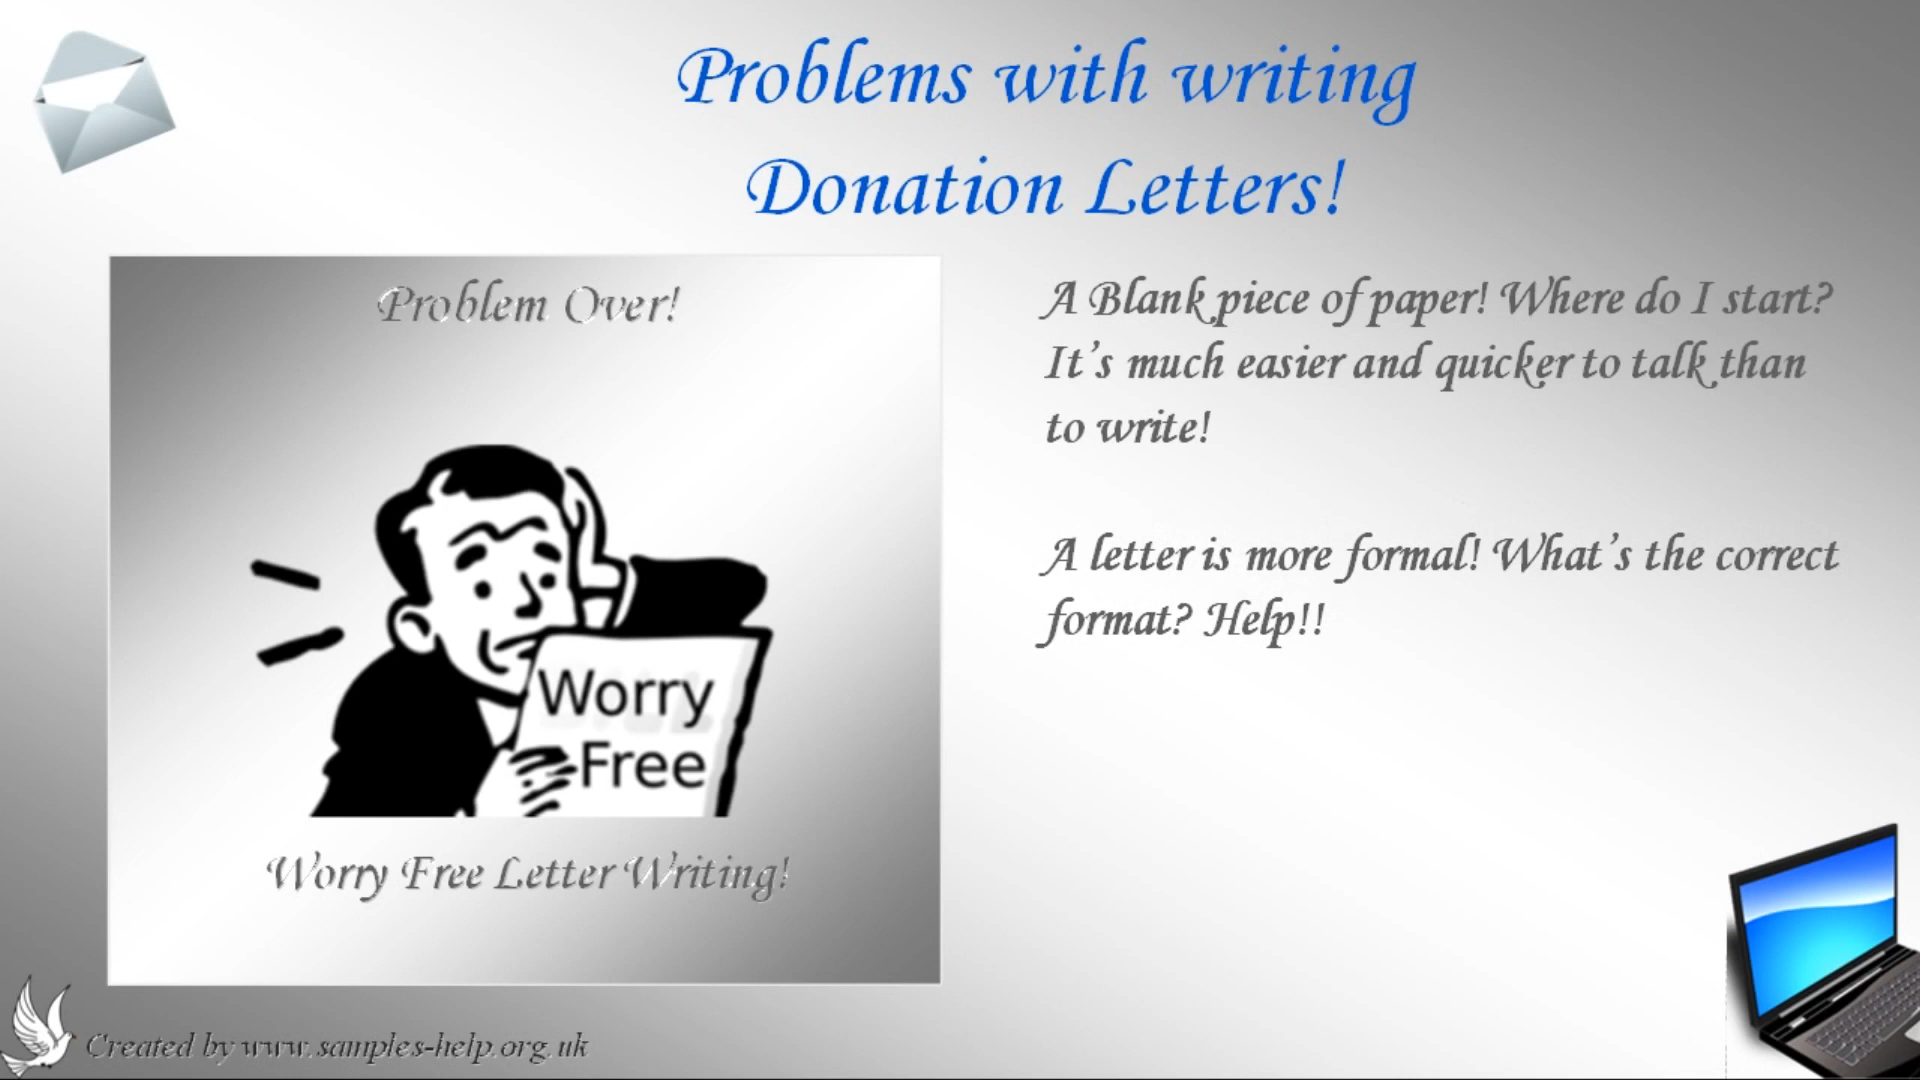 Problems with writing
Donation Letters!
Problem Over!
Worry
Free
Worry Free Letter Writing!
A Blank piece of paper! Where do I start?
It's much easier and quicker to talk than
to write!
A letter is more formal! What's the correct
format? Help!!
Created by www.samples-help.org.uk